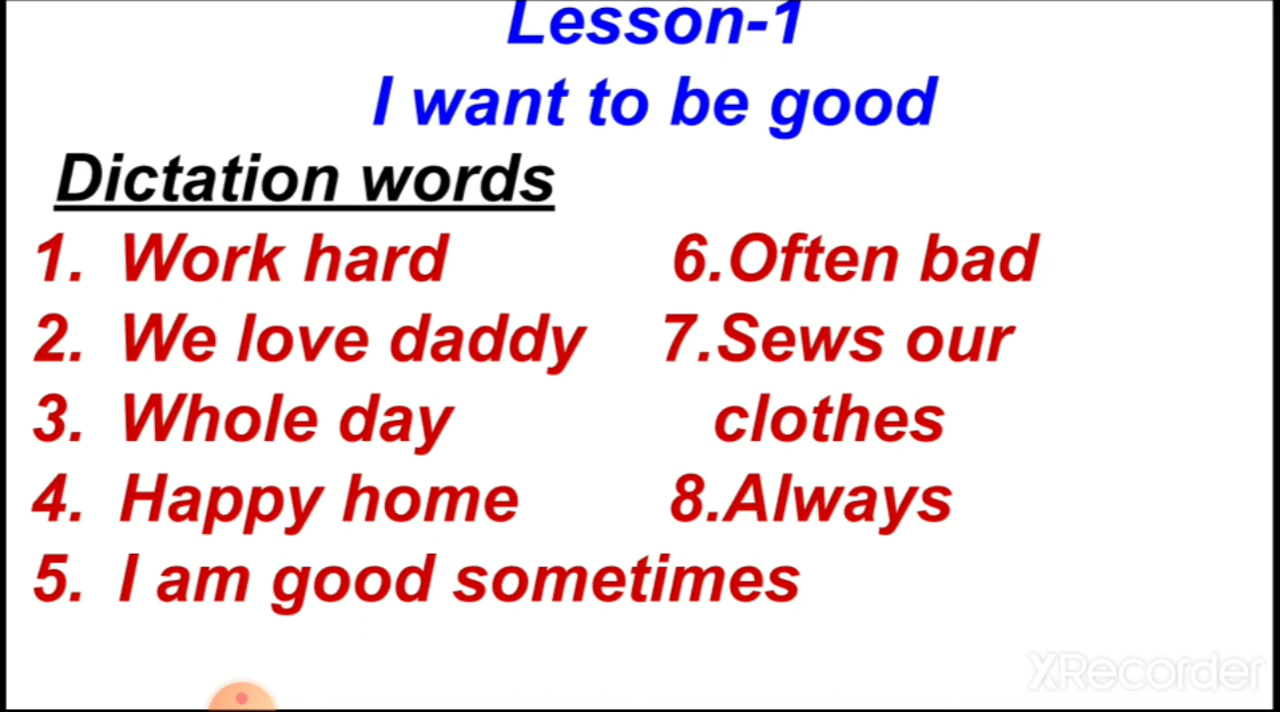 Lesson-1
I want to be good
Dictation words
1. Work hard
2. We love daddy
3. Whole day
4. Happy home
5. I am good sometimes
6.Often bad
7.Sews our
clothes
8.Always
XRecorder